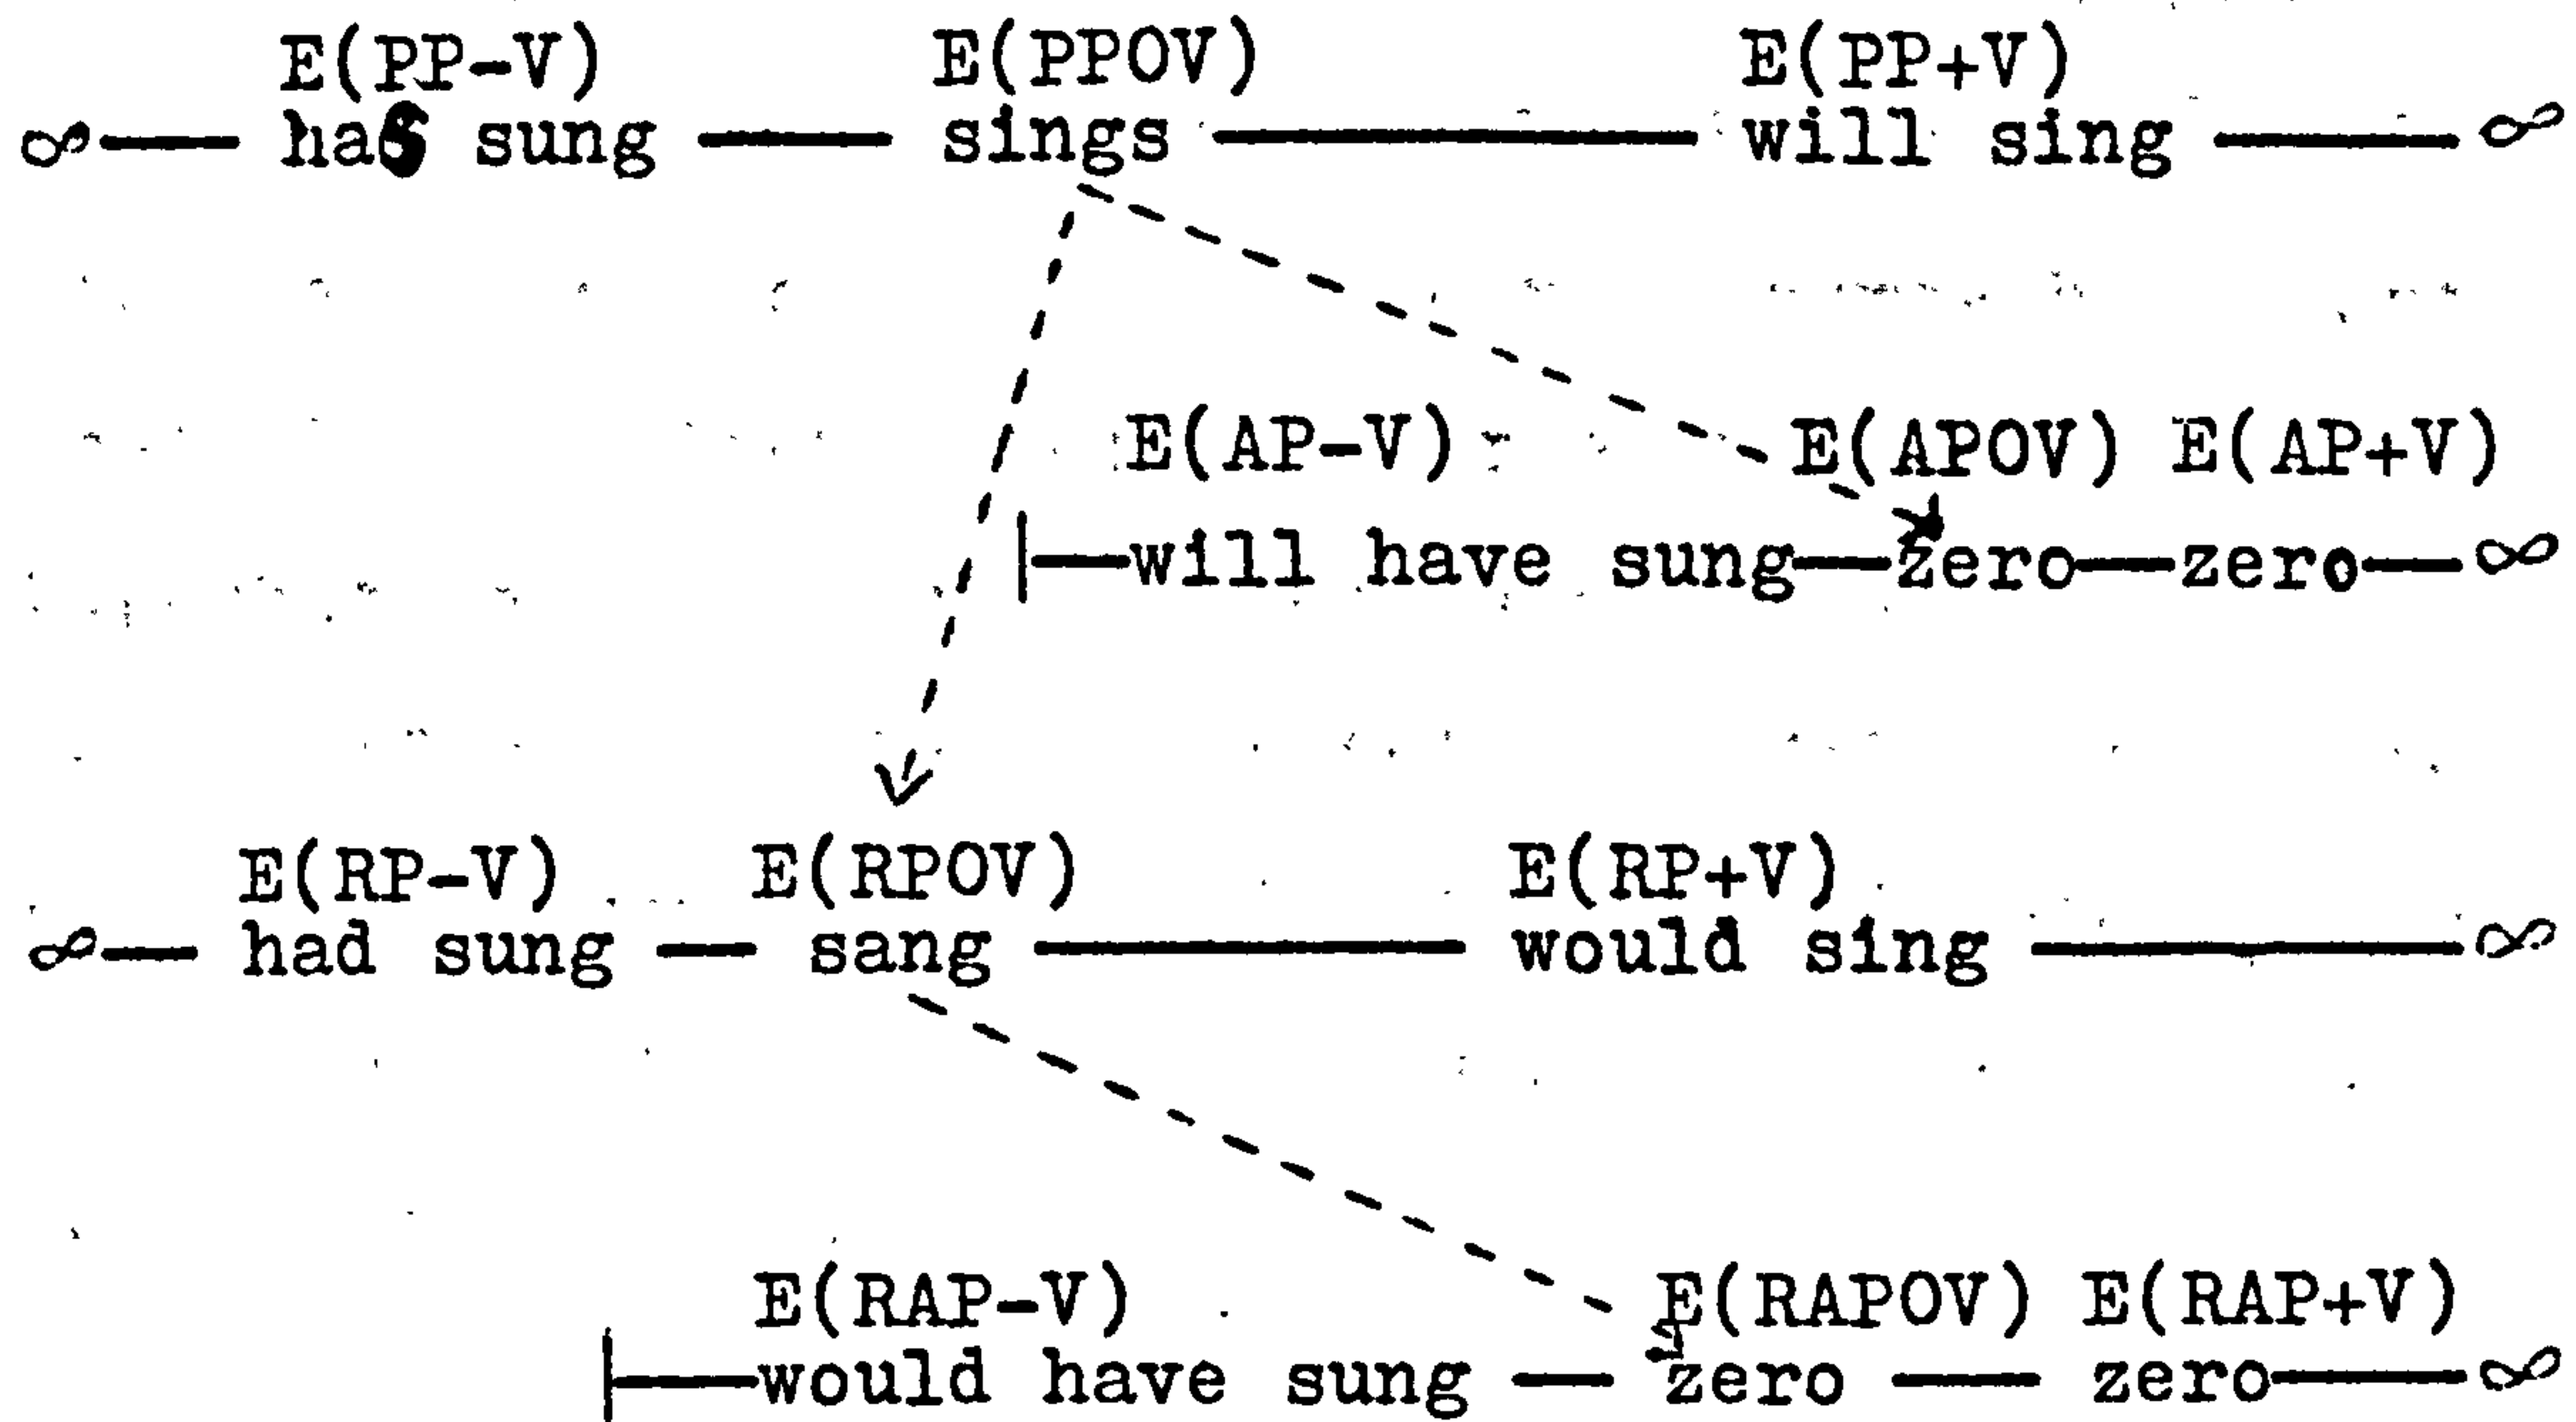 E(PP-V) E(PPOV) E(PP+V)
∞— has sung — sings — will sing —∞
E(AP-V) E(APOV) E(AP+V)
|—will have sung—zero—zero—∞
E(RP-V) E(RPOV) E(RP+V)
∞— had sung — sang — would sing —∞
E(RAP-V) E(RAPOV) E(RAP+V)
|—would have sung — zero — zero—∞